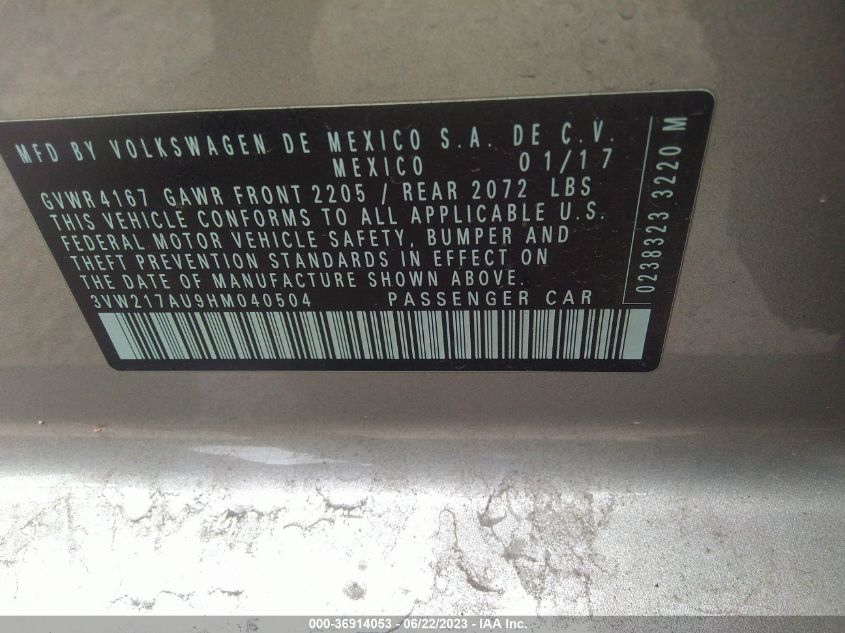 MFD BY VOLKSWAGEN DE MEXICO S.A. DE C.V.
MEXICO 01/17
GVWR4167 GAWR FRONT 2205 / REAR 2072 LBS
THIS VEHICLE CONFORMS TO ALL APPLICABLE U.S.
FEDERAL MOTOR VEHICLE SAFETY, BUMPER AND
THEFT PREVENTION STANDARDS IN EFFECT ON
THE DATE OF MANUFACTURE SHOWN ABOVE.
3VW217AU9HM040504 PASSENGER CAR
0238323 3220 M
000-36914053 - 06/22/2023 - IAA Inc.